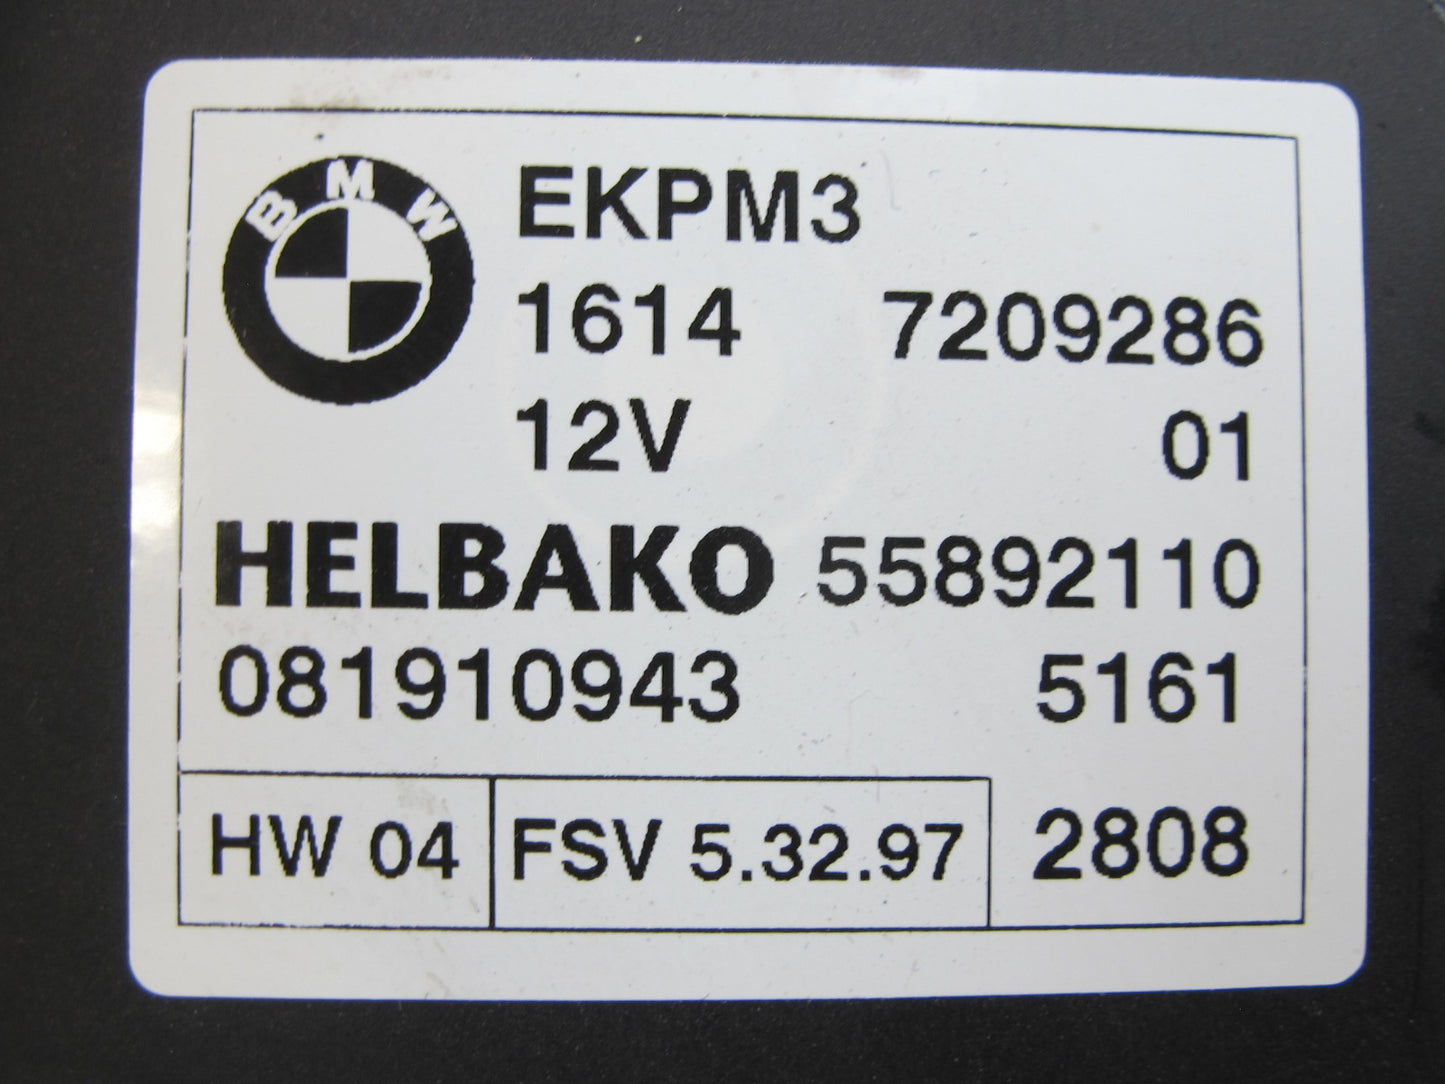 BMW
EKPM3
1614 7209286
12V 01
HELBAKO 55892110
081910943 5161
HW 04 FSV 5.32.97 2808